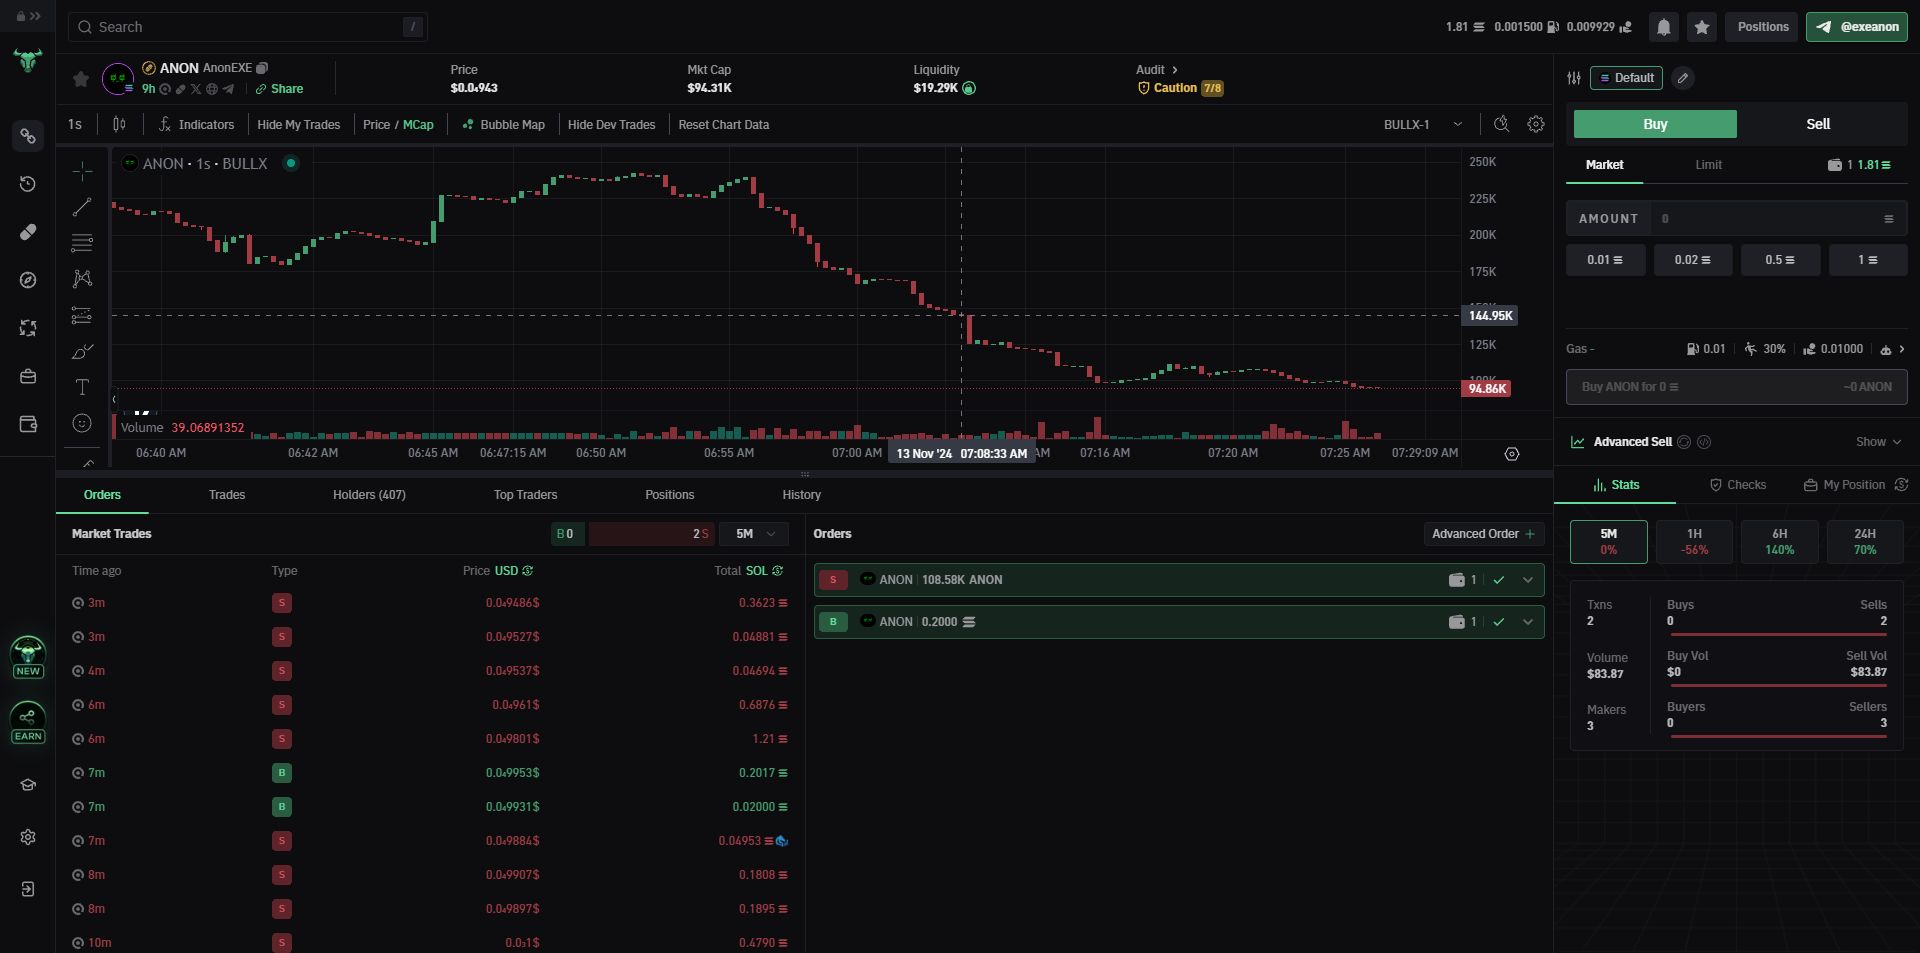 Search /
1.81 0.001500 0.009929 Positions @exeanon
ANON AnonEXE
9h Share
Price
$0.0₄943
Mkt Cap
$94.31K
Liquidity
$19.29K
Audit >
Caution 7/8
1s Indicators Hide My Trades Price / MCap Bubble Map Hide Dev Trades Reset Chart Data BULLX-1
ANON · 1s · BULLX
250K
225K
200K
175K
144.95K
125K
94.86K
Volume 39.06891352
06:40 AM 06:42 AM 06:45 AM 06:47:15 AM 06:50 AM 06:55 AM 07:00 AM 13 Nov '24 07:08:33 AM 07:16 AM 07:20 AM 07:25 AM 07:29:09 AM
Orders Trades Holders (407) Top Traders Positions History
Market Trades B 0 2 S 5M
Time ago Type Price USD Total SOL
3m S 0.0₄9486$ 0.3623
3m S 0.0₄9527$ 0.04881
4m S 0.0₄9537$ 0.04694
6m S 0.0₄961$ 0.6876
6m S 0.0₄9801$ 1.21
7m B 0.0₄9953$ 0.2017
7m B 0.0₄9931$ 0.02000
7m S 0.0₄9884$ 0.04953
8m S 0.0₄9907$ 0.1808
8m S 0.0₄9897$ 0.1895
10m S 0.0₃1$ 0.4790
Orders Advanced Order +
S ANON 108.58K ANON 1
B ANON 0.2000 1
NEW
EARN
Default
Buy Sell
Market Limit 1 1.81
AMOUNT 0
0.01 0.02 0.5 1
Gas - 0.01 30% 0.01000
Buy ANON for 0 ~0 ANON
Advanced Sell Show
Stats Checks My Position
5M 1H 6H 24H
0% -56% 140% 70%
Txns Buys Sells
2 0 2
Volume Buy Vol Sell Vol
$83.87 $0 $83.87
Makers Buyers Sellers
3 0 3